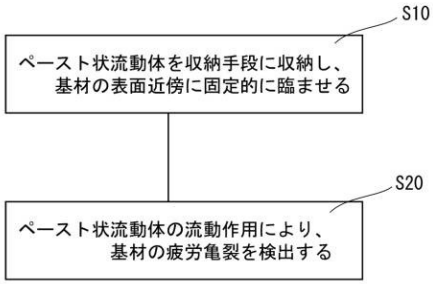 S10
ペースト状流動体を収納手段に収納し、
基材の表面近傍に固定的に臨ませる
S20
ペースト状流動体の流動作用により、
基材の疲労亀裂を検出する